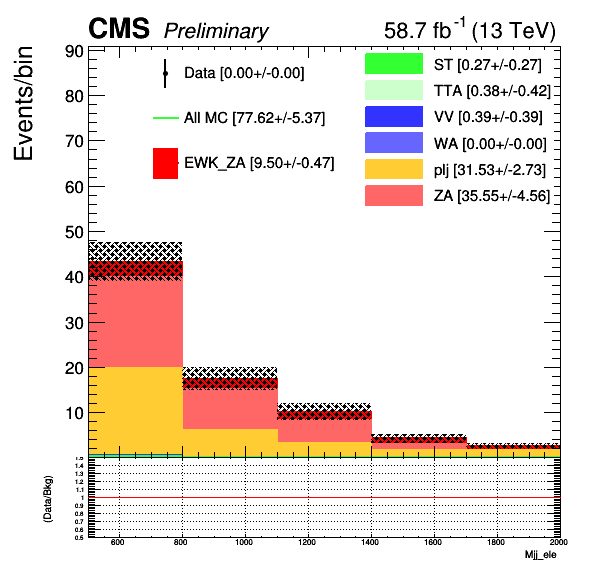 CMS Preliminary 58.7 fb⁻¹ (13 TeV)
Events/bin
90
80
70
60
50
40
30
20
10
Data [0.00+/-0.00]
All MC [77.62+/-5.37]
EWK_ZA [9.50+/-0.47]
ST [0.27+/-0.27]
TTA [0.38+/-0.42]
VV [0.39+/-0.39]
WA [0.00+/-0.00]
plj [31.53+/-2.73]
ZA [35.55+/-4.56]
(Data/Bkg)
1.5
1.4
1.3
1.2
1.1
1
0.9
0.8
0.7
0.6
0.5
600 800 1000 1200 1400 1600 1800 2000
Mjj_ele